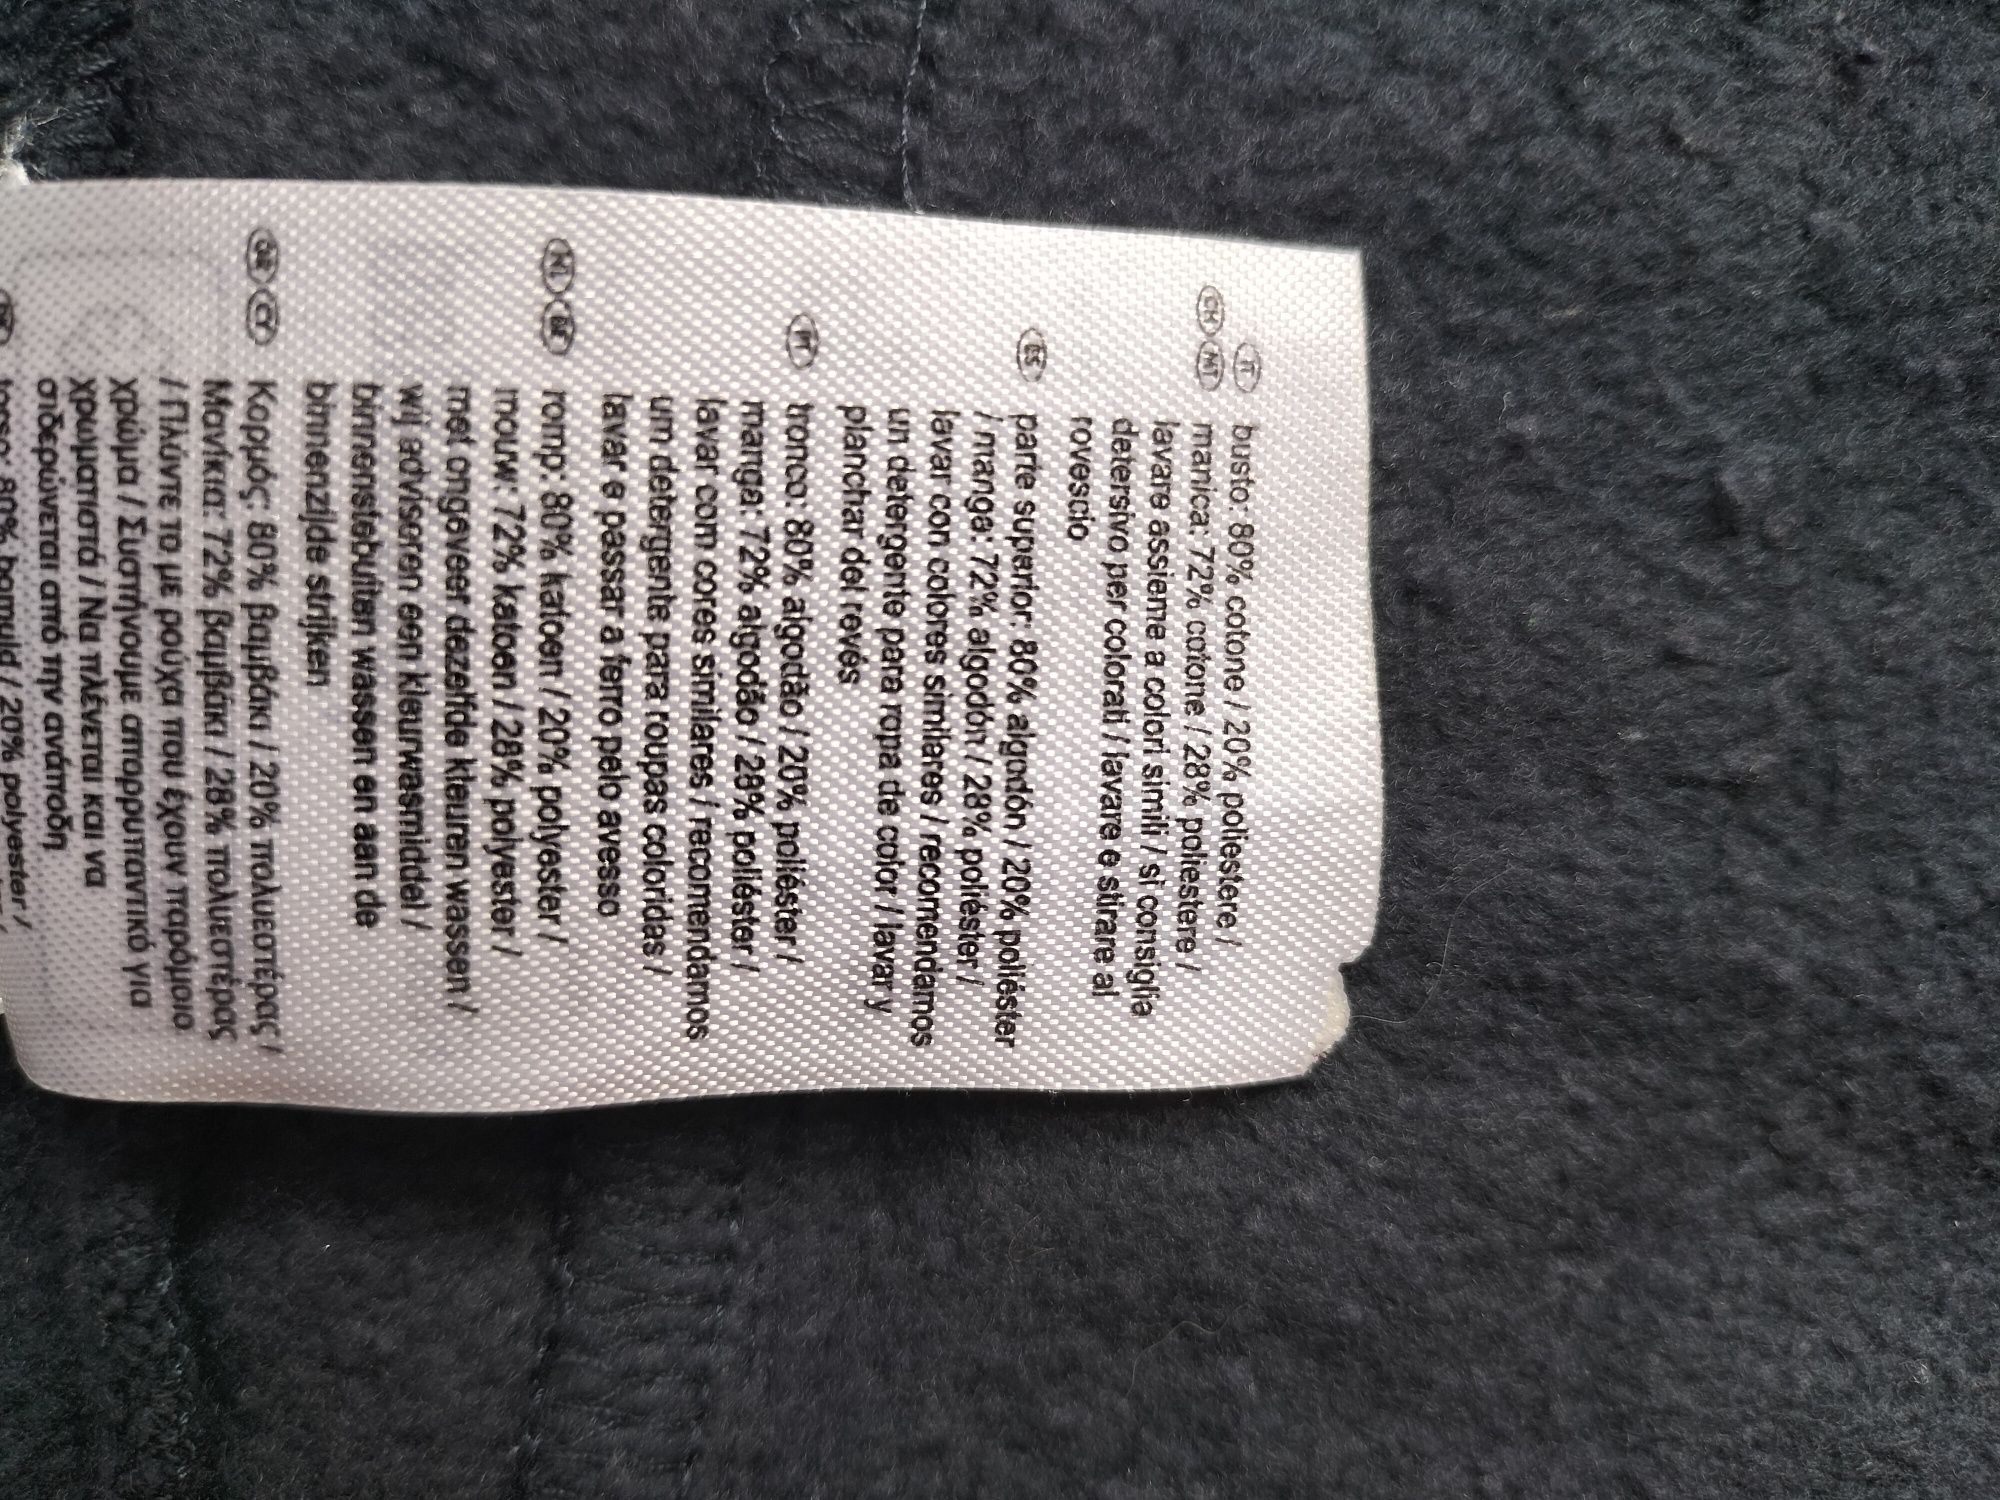 IT
CH MT
busto: 80% cotone / 20% poliestere /
manica: 72% cotone / 28% poliestere /
lavare assieme a colori simili / si consiglia
detersivo per colorati / lavare e stirare al
rovescio
ES
parte superior: 80% algodón / 20% poliéster
/ manga: 72% algodón / 28% poliéster /
lavar con colores similares / recomendamos
un detergente para ropa de color / lavar y
planchar del revés
PT
tronco: 80% algodão / 20% poliéster /
manga: 72% algodão / 28% poliéster /
lavar com cores similares / recomendamos
um detergente para roupas coloridas /
lavar e passar a ferro pelo avesso
NL BE
romp: 80% katoen / 20% polyester /
mouw: 72% katoen / 28% polyester /
met ongeveer dezelfde kleuren wassen /
wij adviseren een kleurwasmiddel /
binnenstebuiten wassen en aan de
binnenzijde strijken
GR CY
Κορμός: 80% βαμβάκι / 20% πολυεστέρας /
Μανίκια: 72% βαμβάκι / 28% πολυεστέρας
/ Πλύντε το με ρούχα που έχουν παρόμοιο
χρώμα / Συστήνουμε απορρυπαντικό για
χρωματιστά / Να πλένεται και να
σιδερώνεται από την ανάποδη
80% bomuld / 20% polyester /